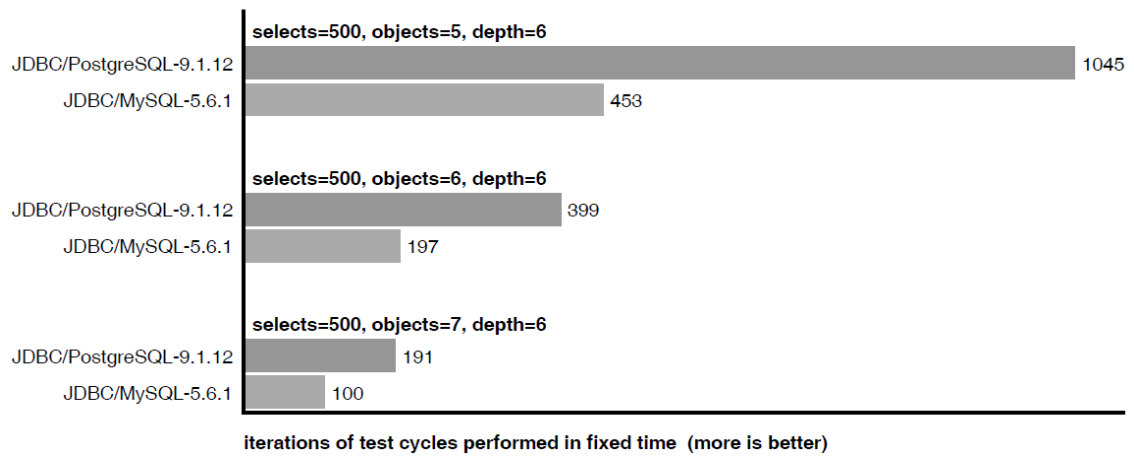 selects=500, objects=5, depth=6
JDBC/PostgreSQL-9.1.12 1045
JDBC/MySQL-5.6.1 453
selects=500, objects=6, depth=6
JDBC/PostgreSQL-9.1.12 399
JDBC/MySQL-5.6.1 197
selects=500, objects=7, depth=6
JDBC/PostgreSQL-9.1.12 191
JDBC/MySQL-5.6.1 100
iterations of test cycles performed in fixed time (more is better)